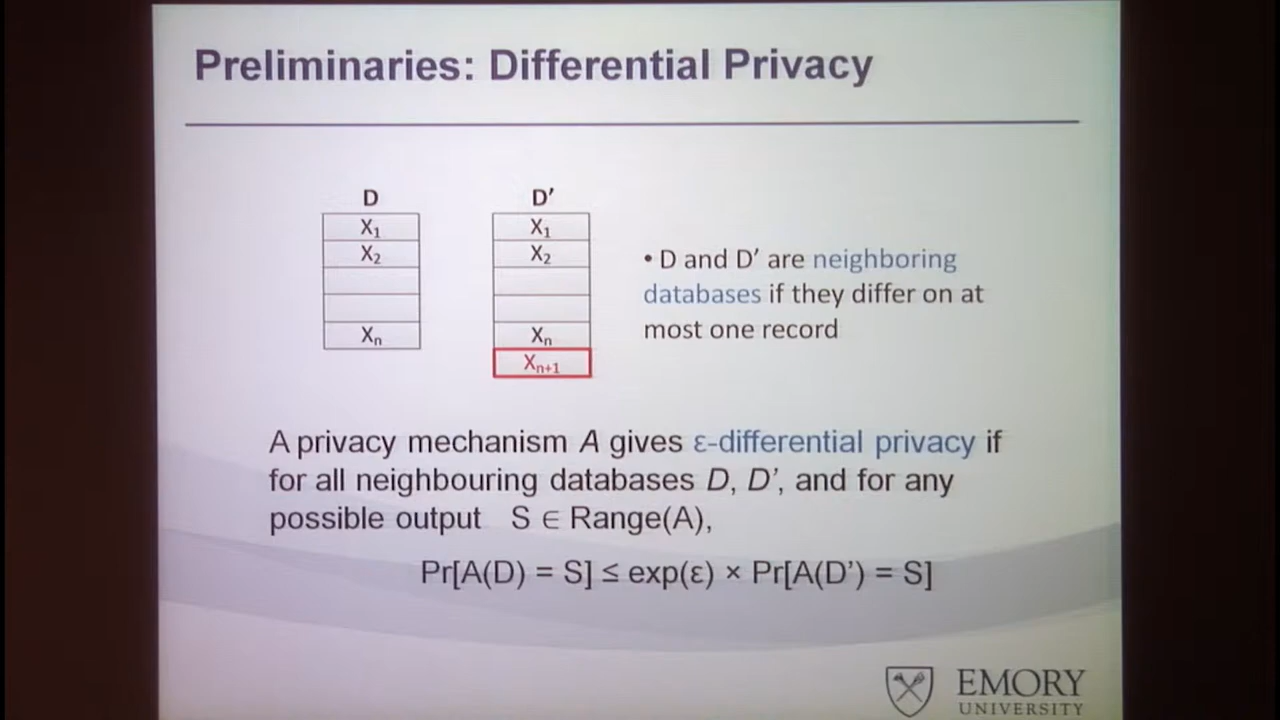 Preliminaries: Differential Privacy
D
X1
X2
Xn
D’
X1
X2
Xn
Xn+1
• D and D’ are neighboring
databases if they differ on at
most one record
A privacy mechanism A gives ε-differential privacy if
for all neighbouring databases D, D’, and for any
possible output S ∈ Range(A),
Pr[A(D) = S] ≤ exp(ε) × Pr[A(D’) = S]
EMORY
UNIVERSITY